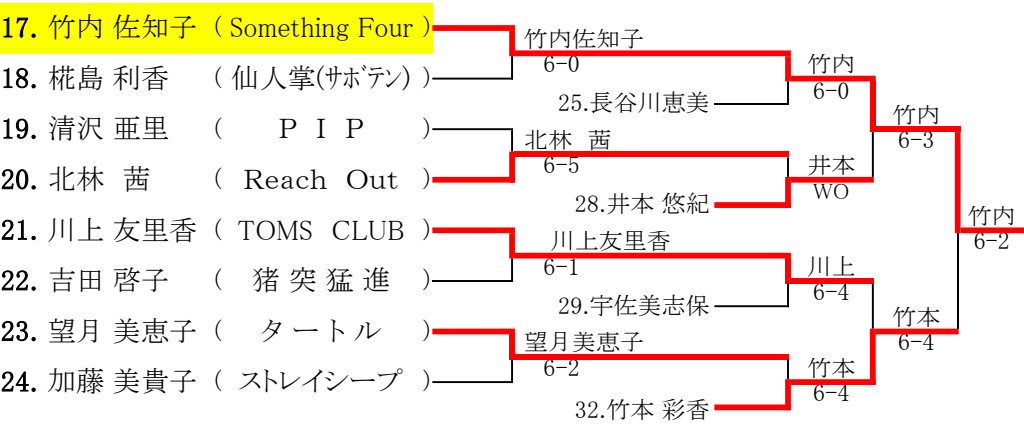 17. 竹内 佐知子 ( Something Four )
竹内佐知子
6-0
竹内
6-0
18. 椛島 利香 ( 仙人掌(サボテン) )
25.長谷川恵美
竹内
6-3
19. 清沢 亜里 ( P I P )
北林 茜
6-5
井本
WO
20. 北林 茜 ( Reach Out )
28.井本 悠紀
竹内
6-2
21. 川上 友里香 ( TOMS CLUB )
川上友里香
6-1
川上
6-4
22. 吉田 啓子 ( 猪突猛進 )
29.宇佐美志保
竹本
6-4
23. 望月 美恵子 ( タートル )
望月美恵子
6-2
竹本
6-4
24. 加藤 美貴子 ( ストレイシープ )
32.竹本 彩香